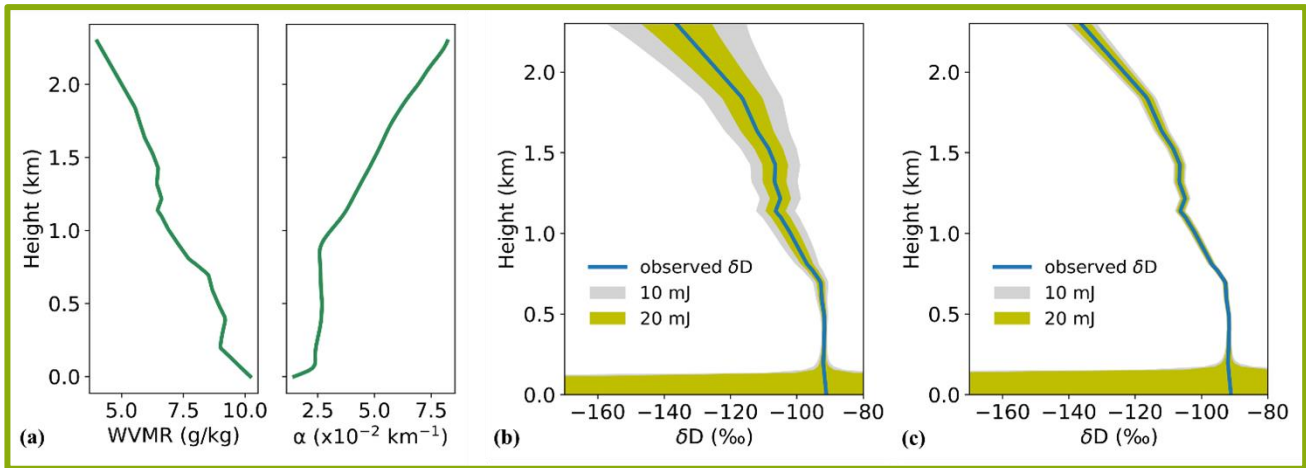 Height (km)
2.0
1.5
1.0
0.5
0.0
5.0 7.5 10.0
WVMR (g/kg)
(a)
2.5 5.0 7.5
α (x10⁻² km⁻¹)
Height (km)
2.0
1.5
1.0
0.5
0.0
observed δD
10 mJ
20 mJ
−160 −140 −120 −100 −80
δD (‰)
(b)
Height (km)
2.0
1.5
1.0
0.5
0.0
observed δD
10 mJ
20 mJ
−160 −140 −120 −100 −80
δD (‰)
(c)